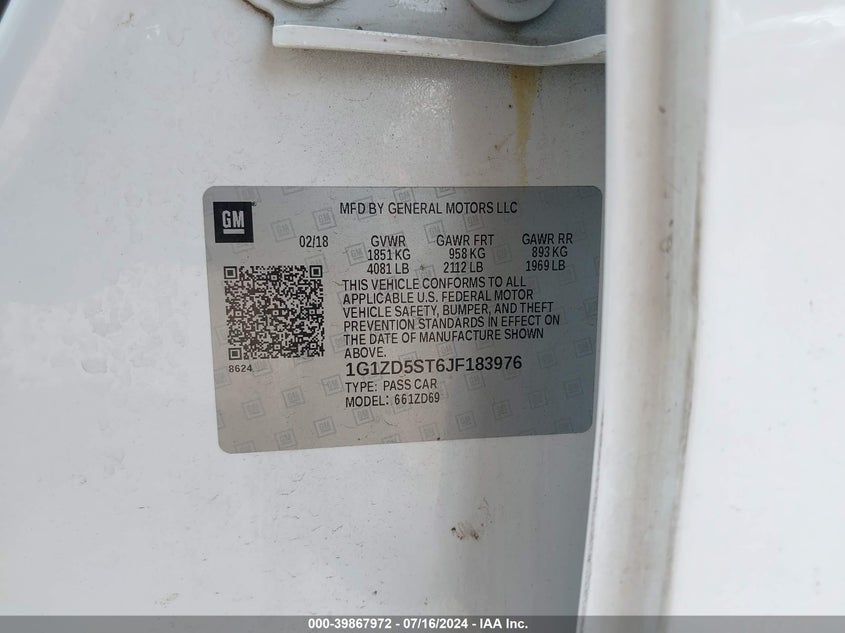 GM
MFD BY GENERAL MOTORS LLC
02/18 GVWR GAWR FRT GAWR RR
1851 KG 958 KG 893 KG
4081 LB 2112 LB 1969 LB
THIS VEHICLE CONFORMS TO ALL
APPLICABLE U.S. FEDERAL MOTOR
VEHICLE SAFETY, BUMPER, AND THEFT
PREVENTION STANDARDS IN EFFECT ON
THE DATE OF MANUFACTURE SHOWN
ABOVE.
8624
1G1ZD5ST6JF183976
TYPE: PASS CAR
MODEL: 661ZD69
000-39867972 - 07/16/2024 - IAA Inc.